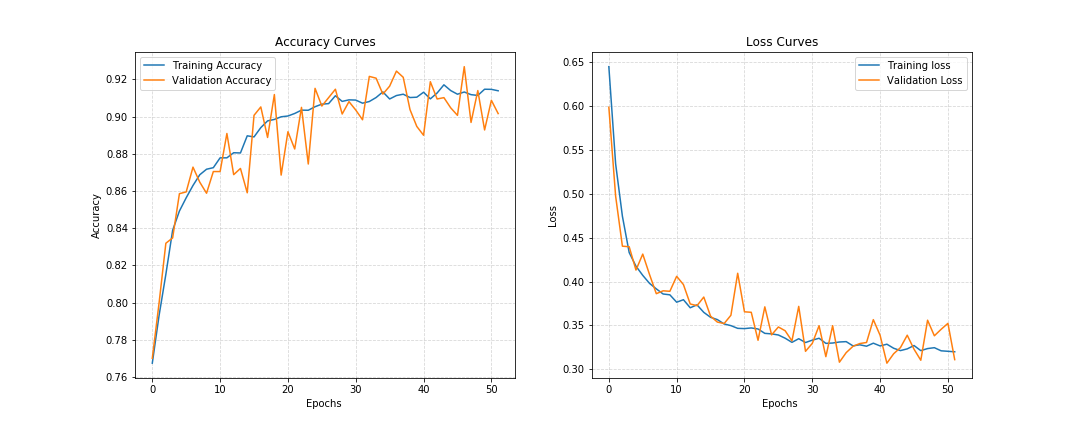 Accuracy Curves
Training Accuracy
Validation Accuracy
Accuracy
0.92
0.90
0.88
0.86
0.84
0.82
0.80
0.78
0.76
0 10 20 30 40 50
Epochs
Loss Curves
Training loss
Validation Loss
Loss
0.65
0.60
0.55
0.50
0.45
0.40
0.35
0.30
0 10 20 30 40 50
Epochs